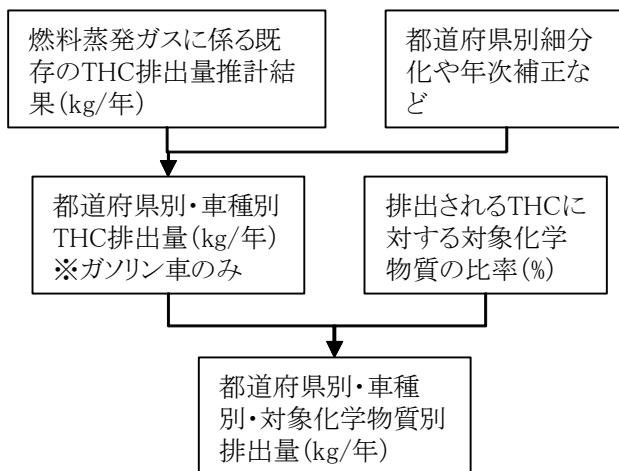 燃料蒸発ガスに係る既
存のTHC排出量推計結
果(kg/年)
都道府県別細分
化や年次補正な
ど
都道府県別・車種別
THC排出量(kg/年)
※ガソリン車のみ
排出されるTHCに
対する対象化学
物質の比率(%)
都道府県別・車種
別・対象化学物質別
排出量(kg/年)